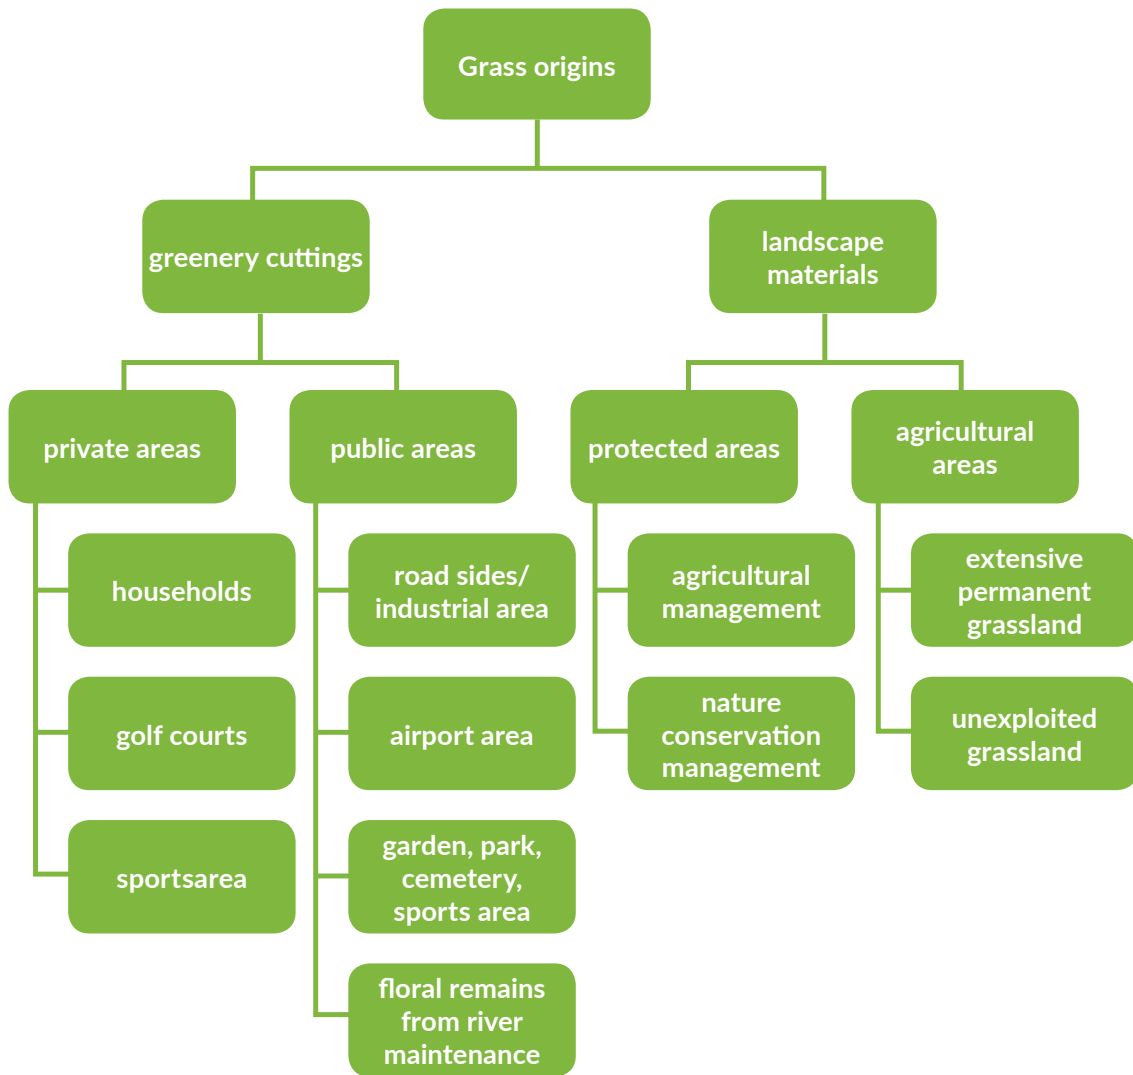 Grass origins
greenery cuttings
landscape
materials
private areas
public areas
protected areas
agricultural
areas
households
road sides/
industrial area
agricultural
management
extensive
permanent
grassland
golf courts
airport area
nature
conservation
management
unexploited
grassland
sportsarea
garden, park,
cemetery,
sports area
floral remains
from river
maintenance